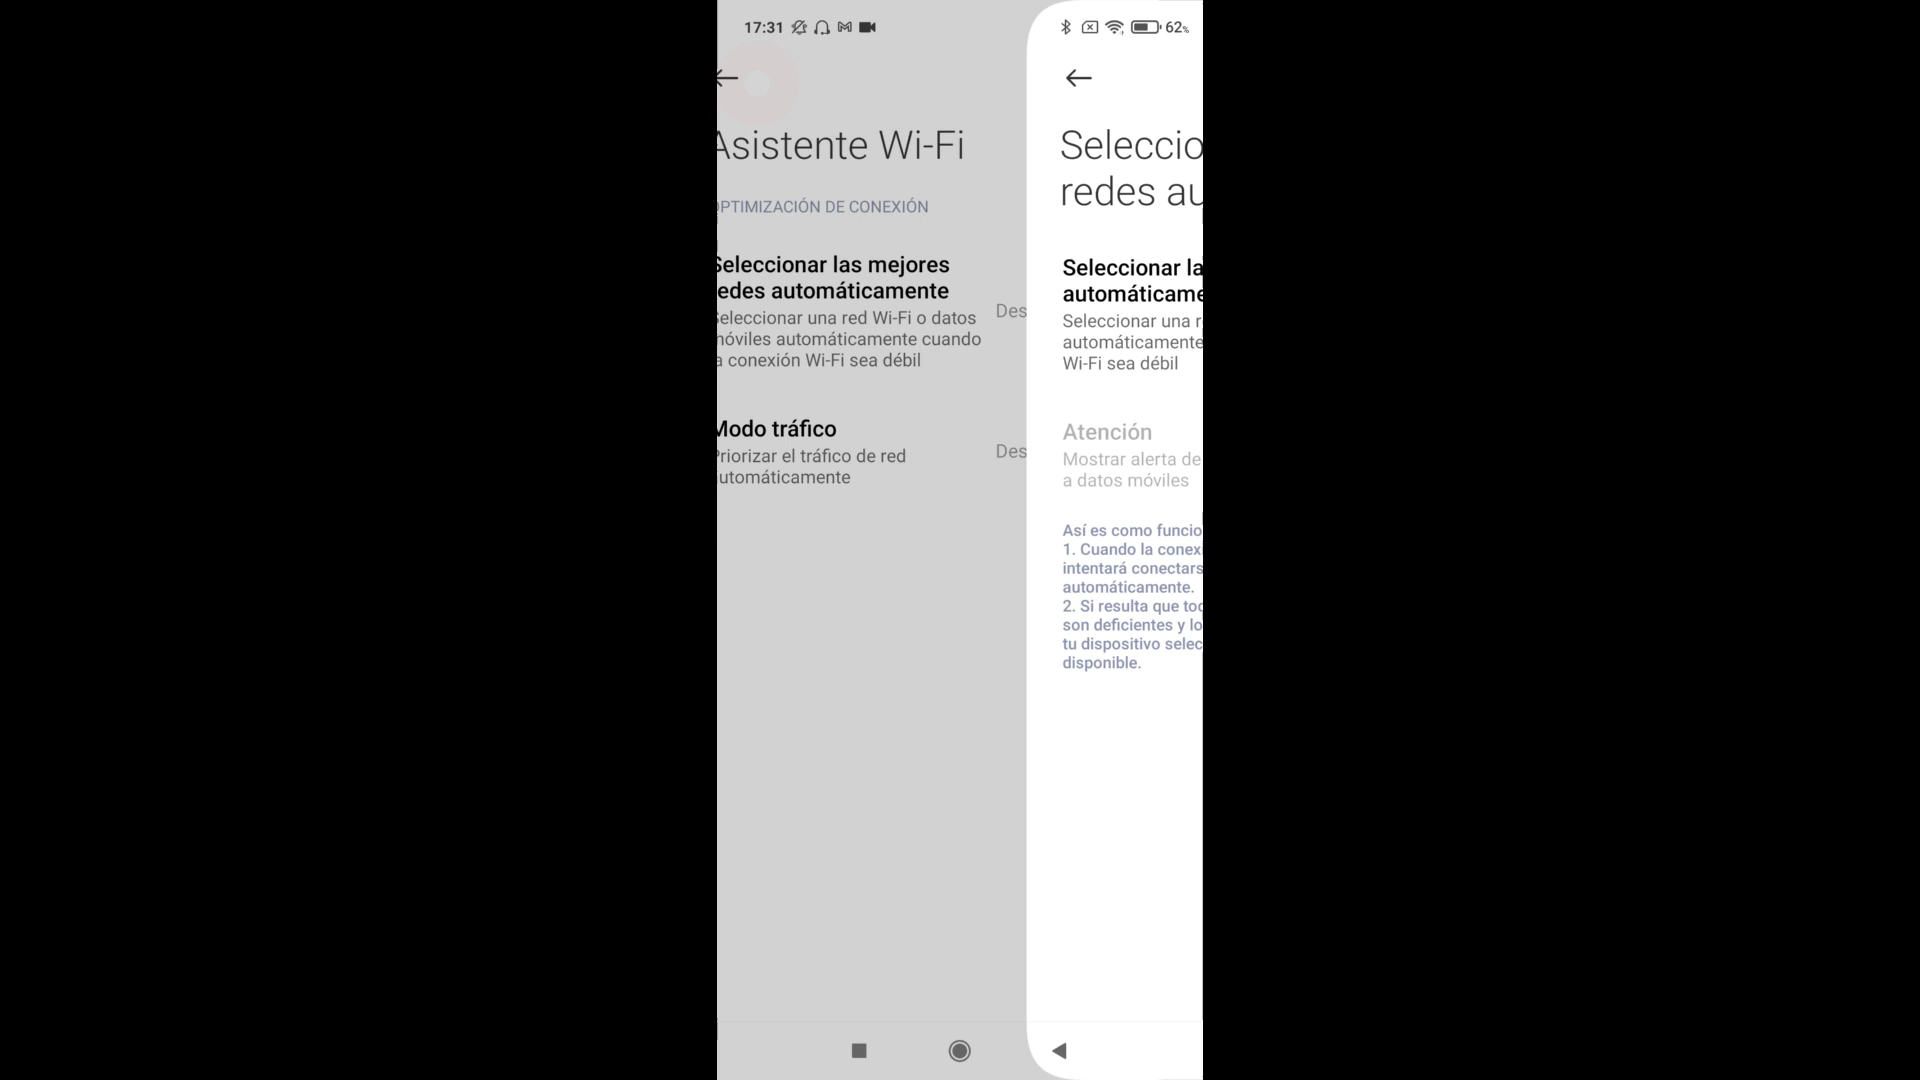 17:31
62%
Asistente Wi-Fi
PTIMIZACIÓN DE CONEXIÓN
Seleccionar las mejores
edes automáticamente
Seleccionar una red Wi-Fi o datos
móviles automáticamente cuando
a conexión Wi-Fi sea débil
Des
Modo tráfico
Priorizar el tráfico de red
utomáticamente
Des
Seleccio
redes au
Seleccionar la
automáticame
Seleccionar una r
automáticamente
Wi-Fi sea débil
Atención
Mostrar alerta de
a datos móviles
Así es como funcio
1. Cuando la conex
intentará conectars
automáticamente.
2. Si resulta que toc
son deficientes y lo
tu dispositivo selec
disponible.